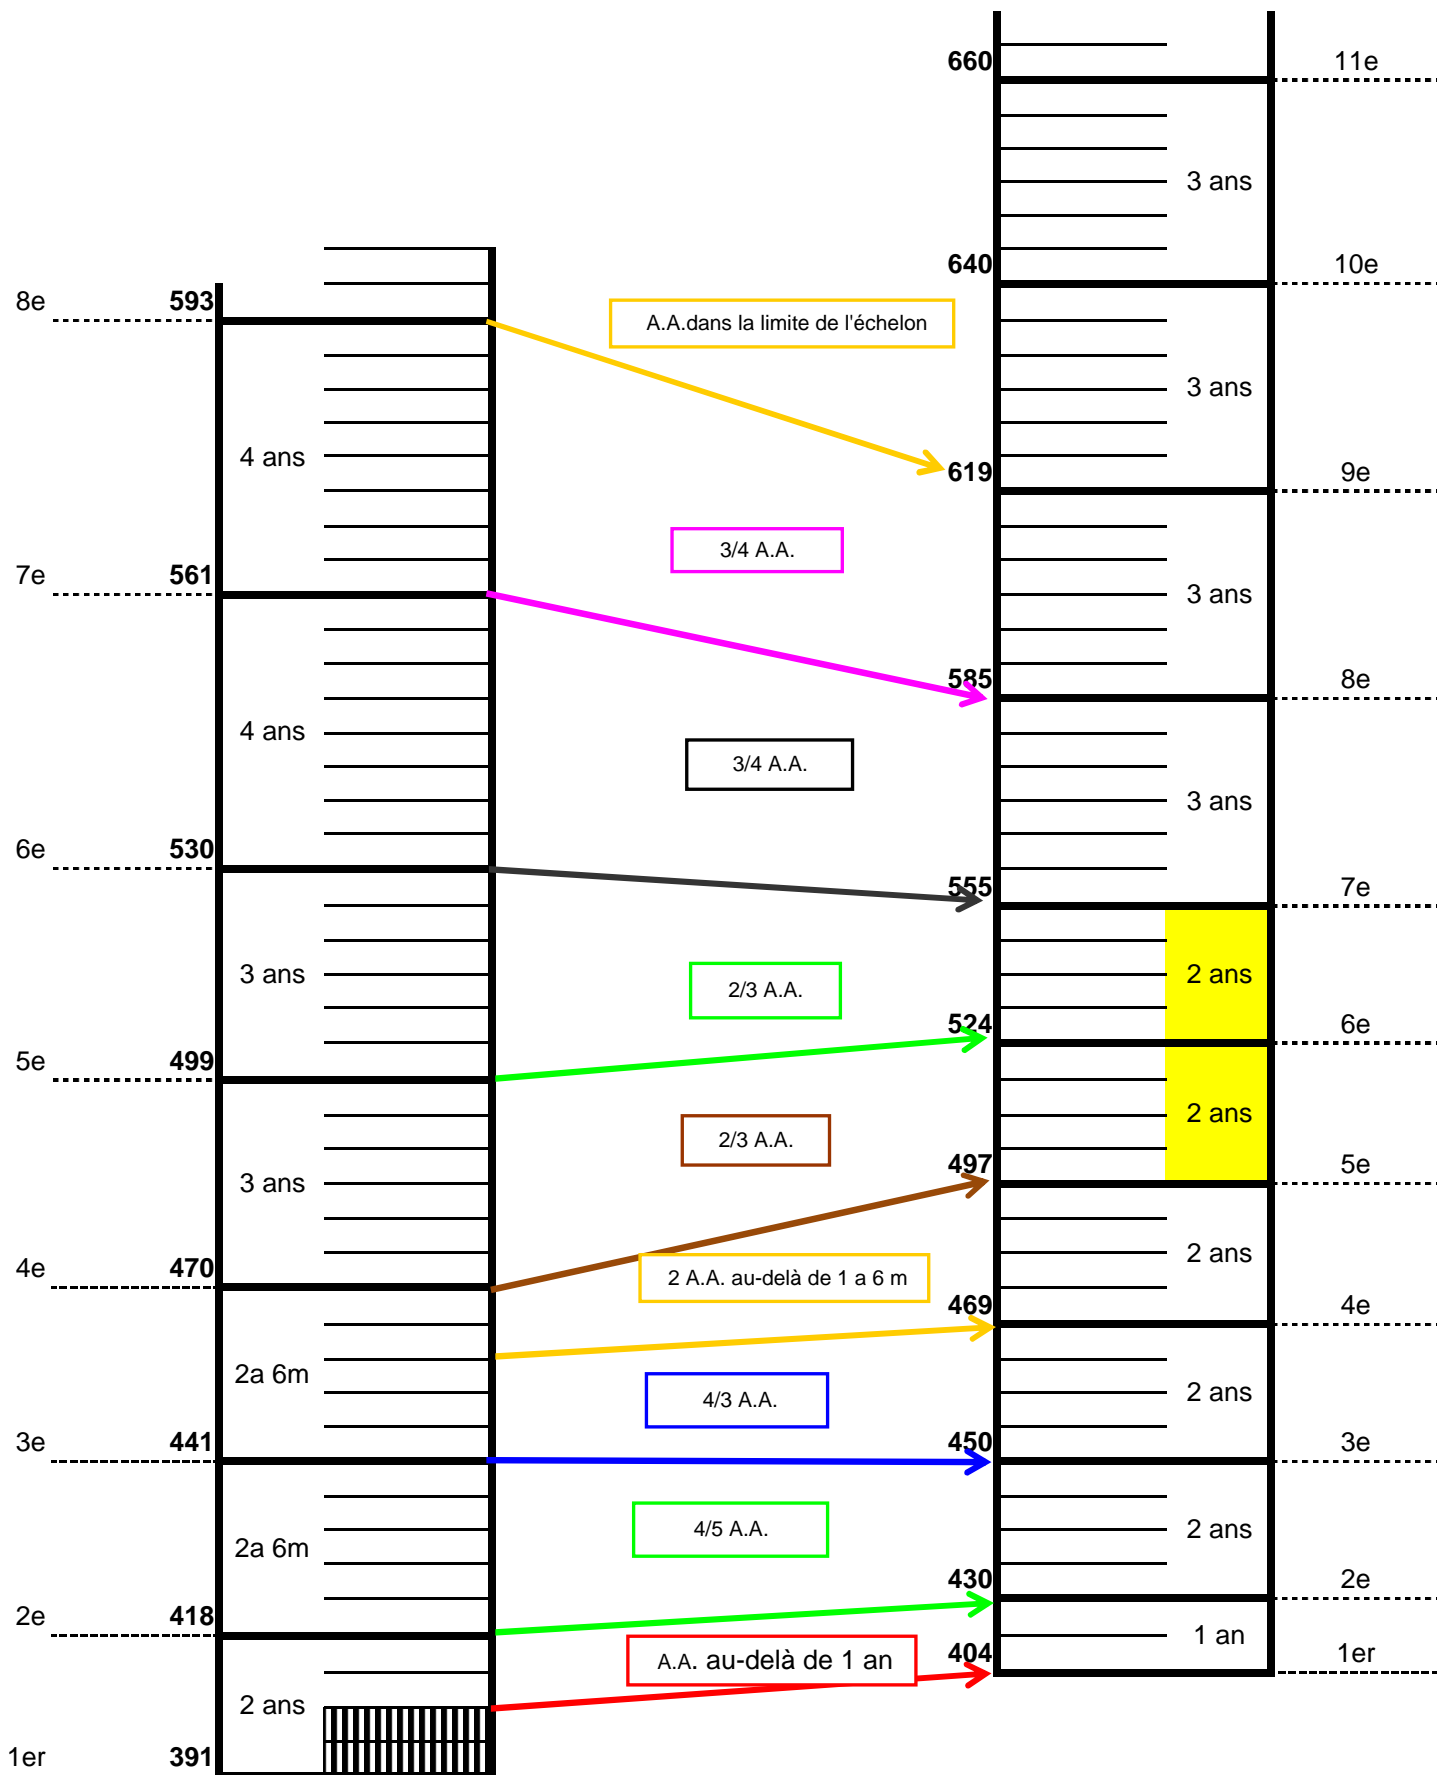 660 11e
3 ans
640 10e
8e 593 A.A.dans la limite de l'échelon
3 ans
4 ans
619 9e
3/4 A.A.
7e 561
3 ans
585 8e
4 ans
3/4 A.A.
3 ans
6e 530
555 7e
3 ans 2/3 A.A. 2 ans
524 6e
5e 499
2/3 A.A. 2 ans
497 5e
3 ans
2 ans
4e 470 2 A.A. au-delà de 1 a 6 m
469 4e
2a 6m
4/3 A.A. 2 ans
3e 441 450 3e
4/5 A.A. 2 ans
2a 6m
430 2e
2e 418
1 an
A.A. au-delà de 1 an 404 1er
2 ans
1er 391